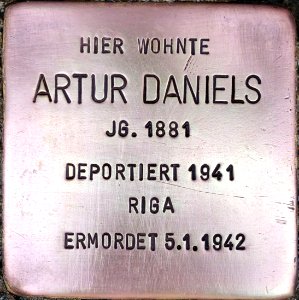 HIER WOHNTE
ARTUR DANIELS
JG. 1881
DEPORTIERT 1941
RIGA
ERMORDET 5.1.1942